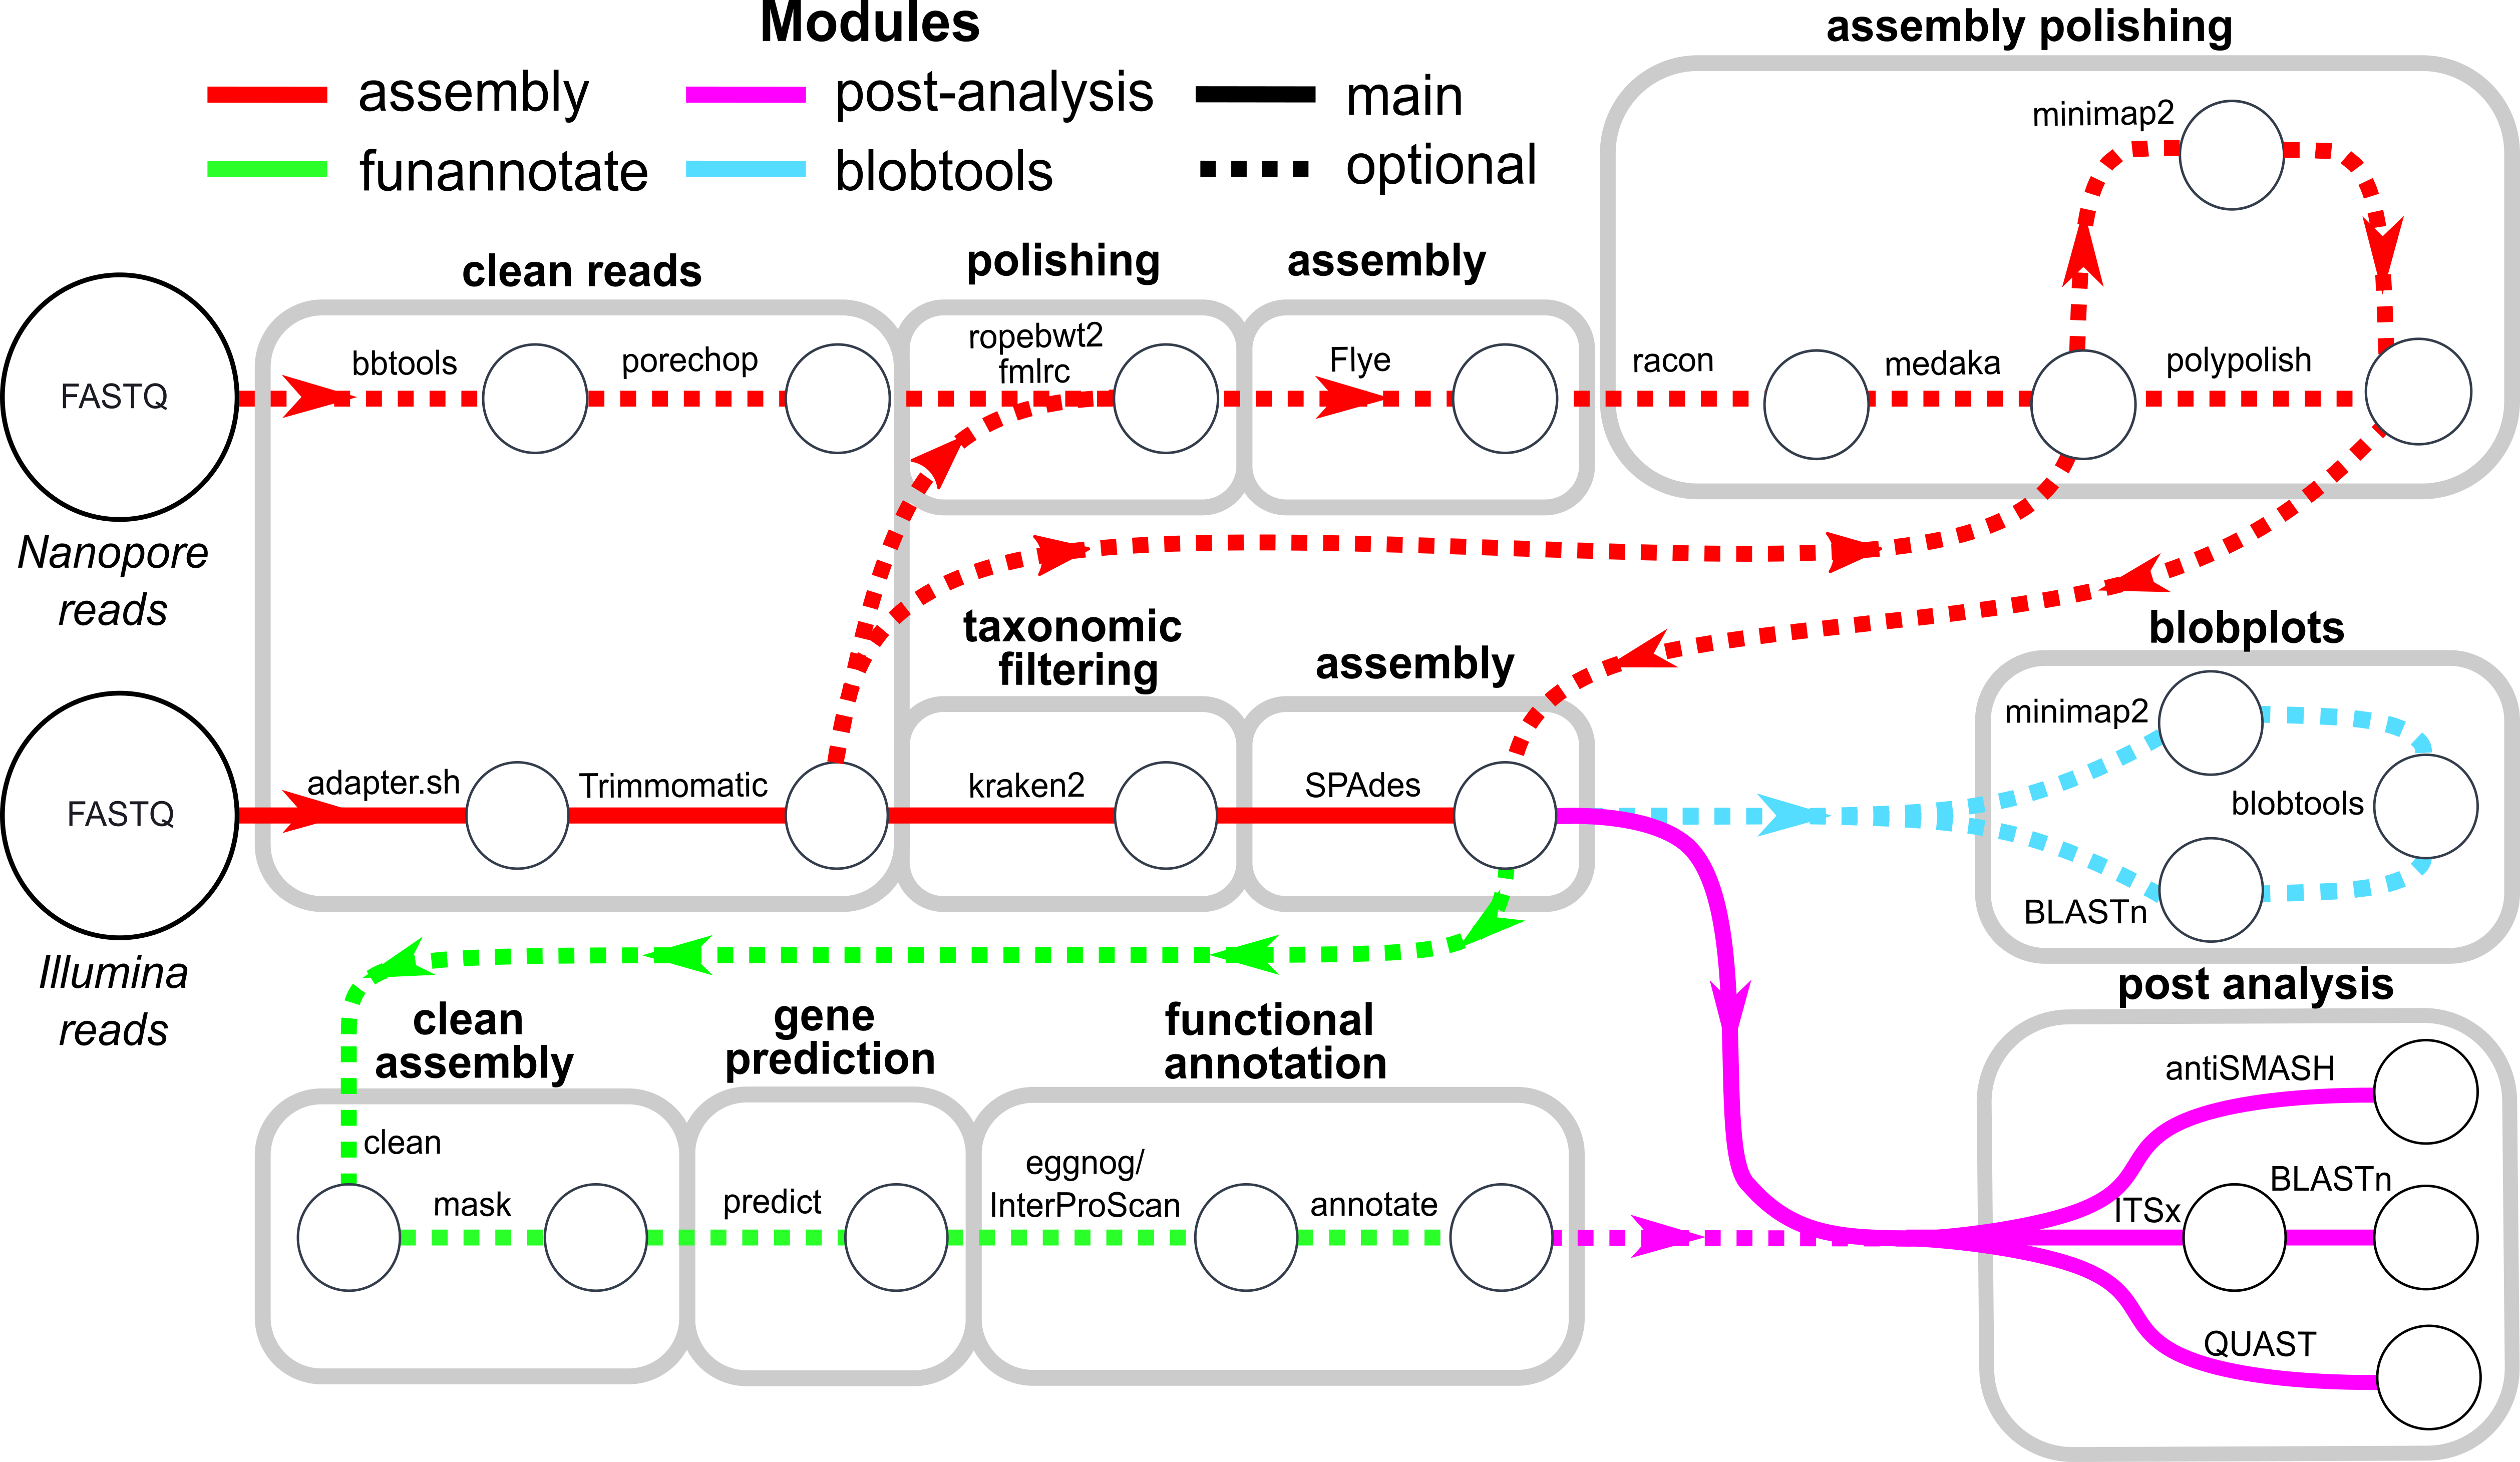 Modules
assembly
post-analysis
main
funannotate
blobtools
optional
assembly polishing
minimap2
clean reads
polishing
assembly
FASTQ
bbtools
porechop
ropebwt2
fmlrc
Flye
racon
medaka
polypolish
Nanopore
reads
taxonomic
filtering
assembly
blobplots
FASTQ
adapter.sh
Trimmomatic
kraken2
SPAdes
minimap2
blobtools
BLASTn
Illumina
reads
clean
assembly
gene
prediction
functional
annotation
post analysis
clean
mask
predict
eggnog/
InterProScan
annotate
antiSMASH
ITSx
BLASTn
QUAST